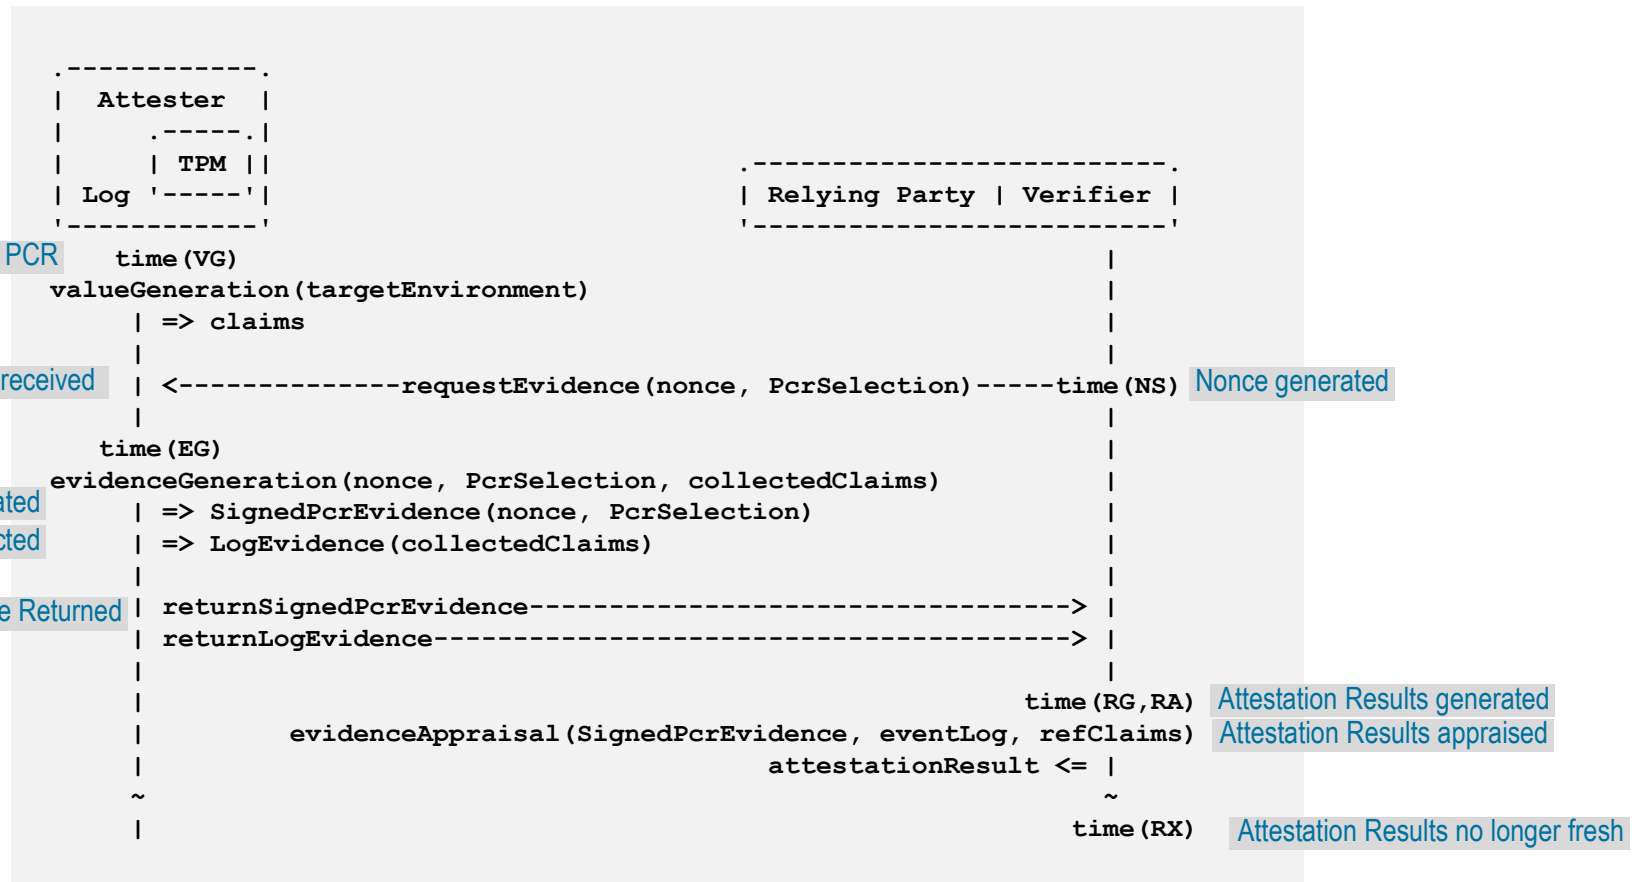 .------------.
| Attester |
| .-----.|
| | TPM || .--------------------------.
| Log '-----'| | Relying Party | Verifier |
'------------' '--------------------------'
PCR time(VG) |
valueGeneration(targetEnvironment) |
| => claims |
| |
received | <--------------requestEvidence(nonce, PcrSelection)-----time(NS) Nonce generated
| |
time(EG) |
evidenceGeneration(nonce, PcrSelection, collectedClaims) |
| => SignedPcrEvidence(nonce, PcrSelection) |
| => LogEvidence(collectedClaims) |
| |
Returned | returnSignedPcrEvidence----------------------------------> |
| returnLogEvidence----------------------------------------> |
| |
| time(RG,RA) Attestation Results generated
| evidenceAppraisal(SignedPcrEvidence, eventLog, refClaims) Attestation Results appraised
| attestationResult <= |
~ ~
| time(RX) Attestation Results no longer fresh